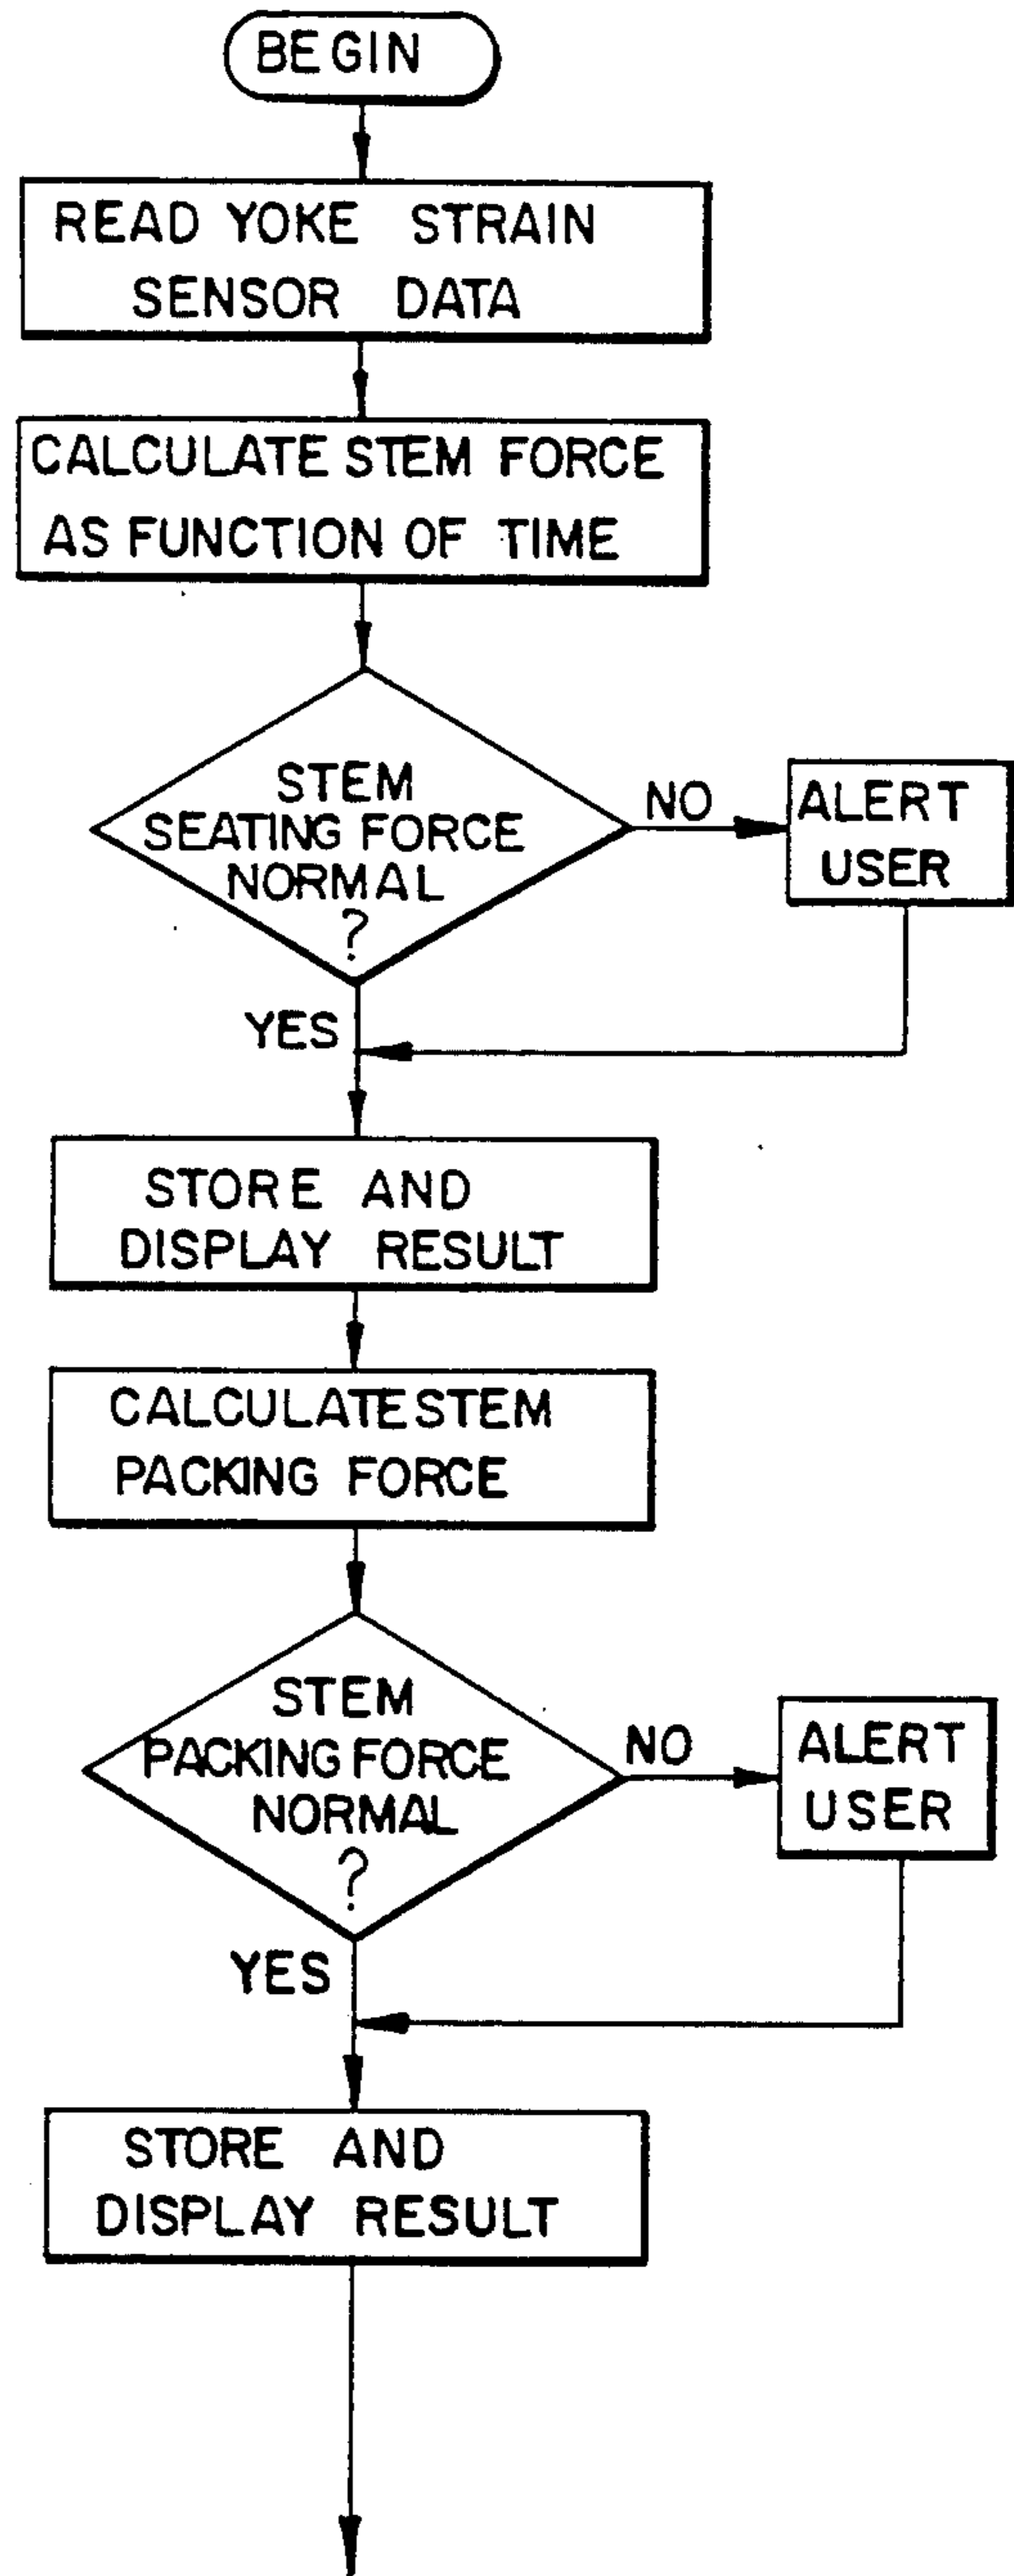 BEGIN
READ YOKE STRAIN
SENSOR DATA
CALCULATE STEM FORCE
AS FUNCTION OF TIME
STEM
SEATING FORCE
NORMAL
?
NO
ALERT
USER
YES
STORE AND
DISPLAY RESULT
CALCULATE STEM
PACKING FORCE
STEM
PACKING FORCE
NORMAL
?
NO
ALERT
USER
YES
STORE AND
DISPLAY RESULT